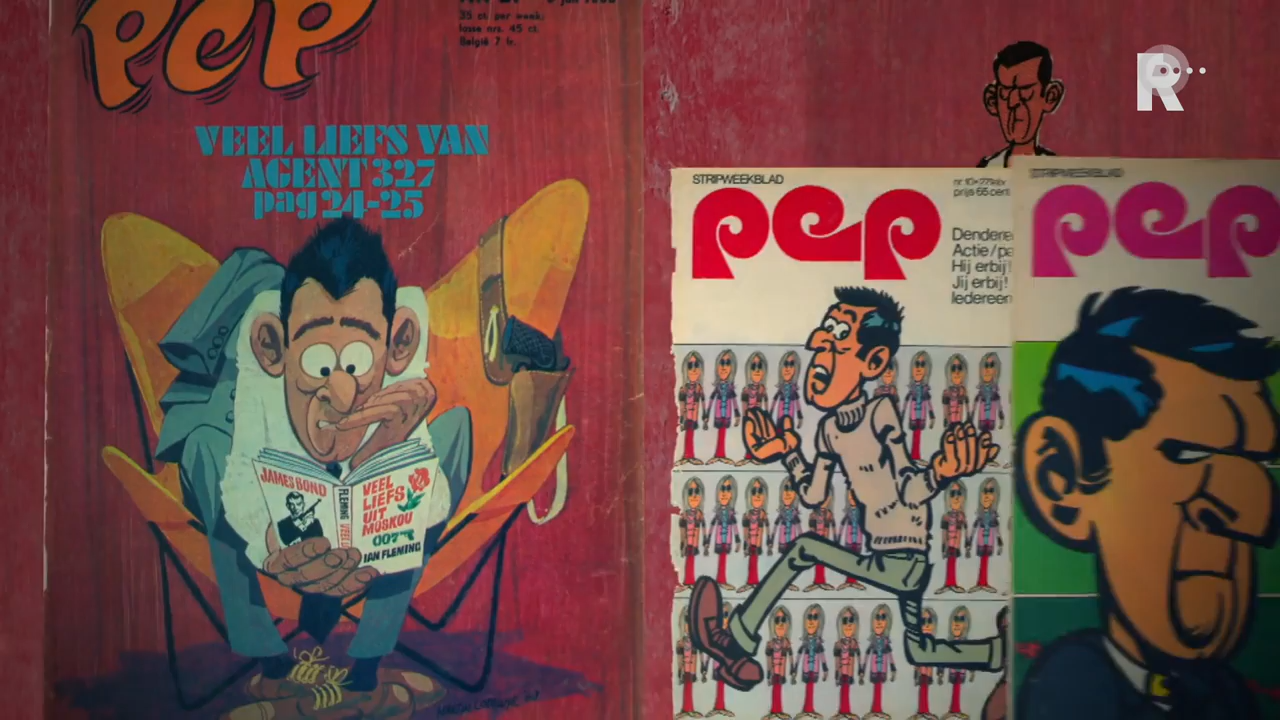 pep
35 ct. per week;
losse nrs. 45 ct.
België 7 fr.
VEEL LIEFS VAN
AGENT 327
pag 24-25
JAMES BOND
FLEMING
VEEL
LIEFS
UIT
MOSKOU
007
IAN FLEMING
STRIPWEEKBLAD
pep
prijs 65 cent
Dendere
Actie/pa
Hij erbij!
Jij erbij!
Iedereen
STRIPWEEKBLAD
pep
R